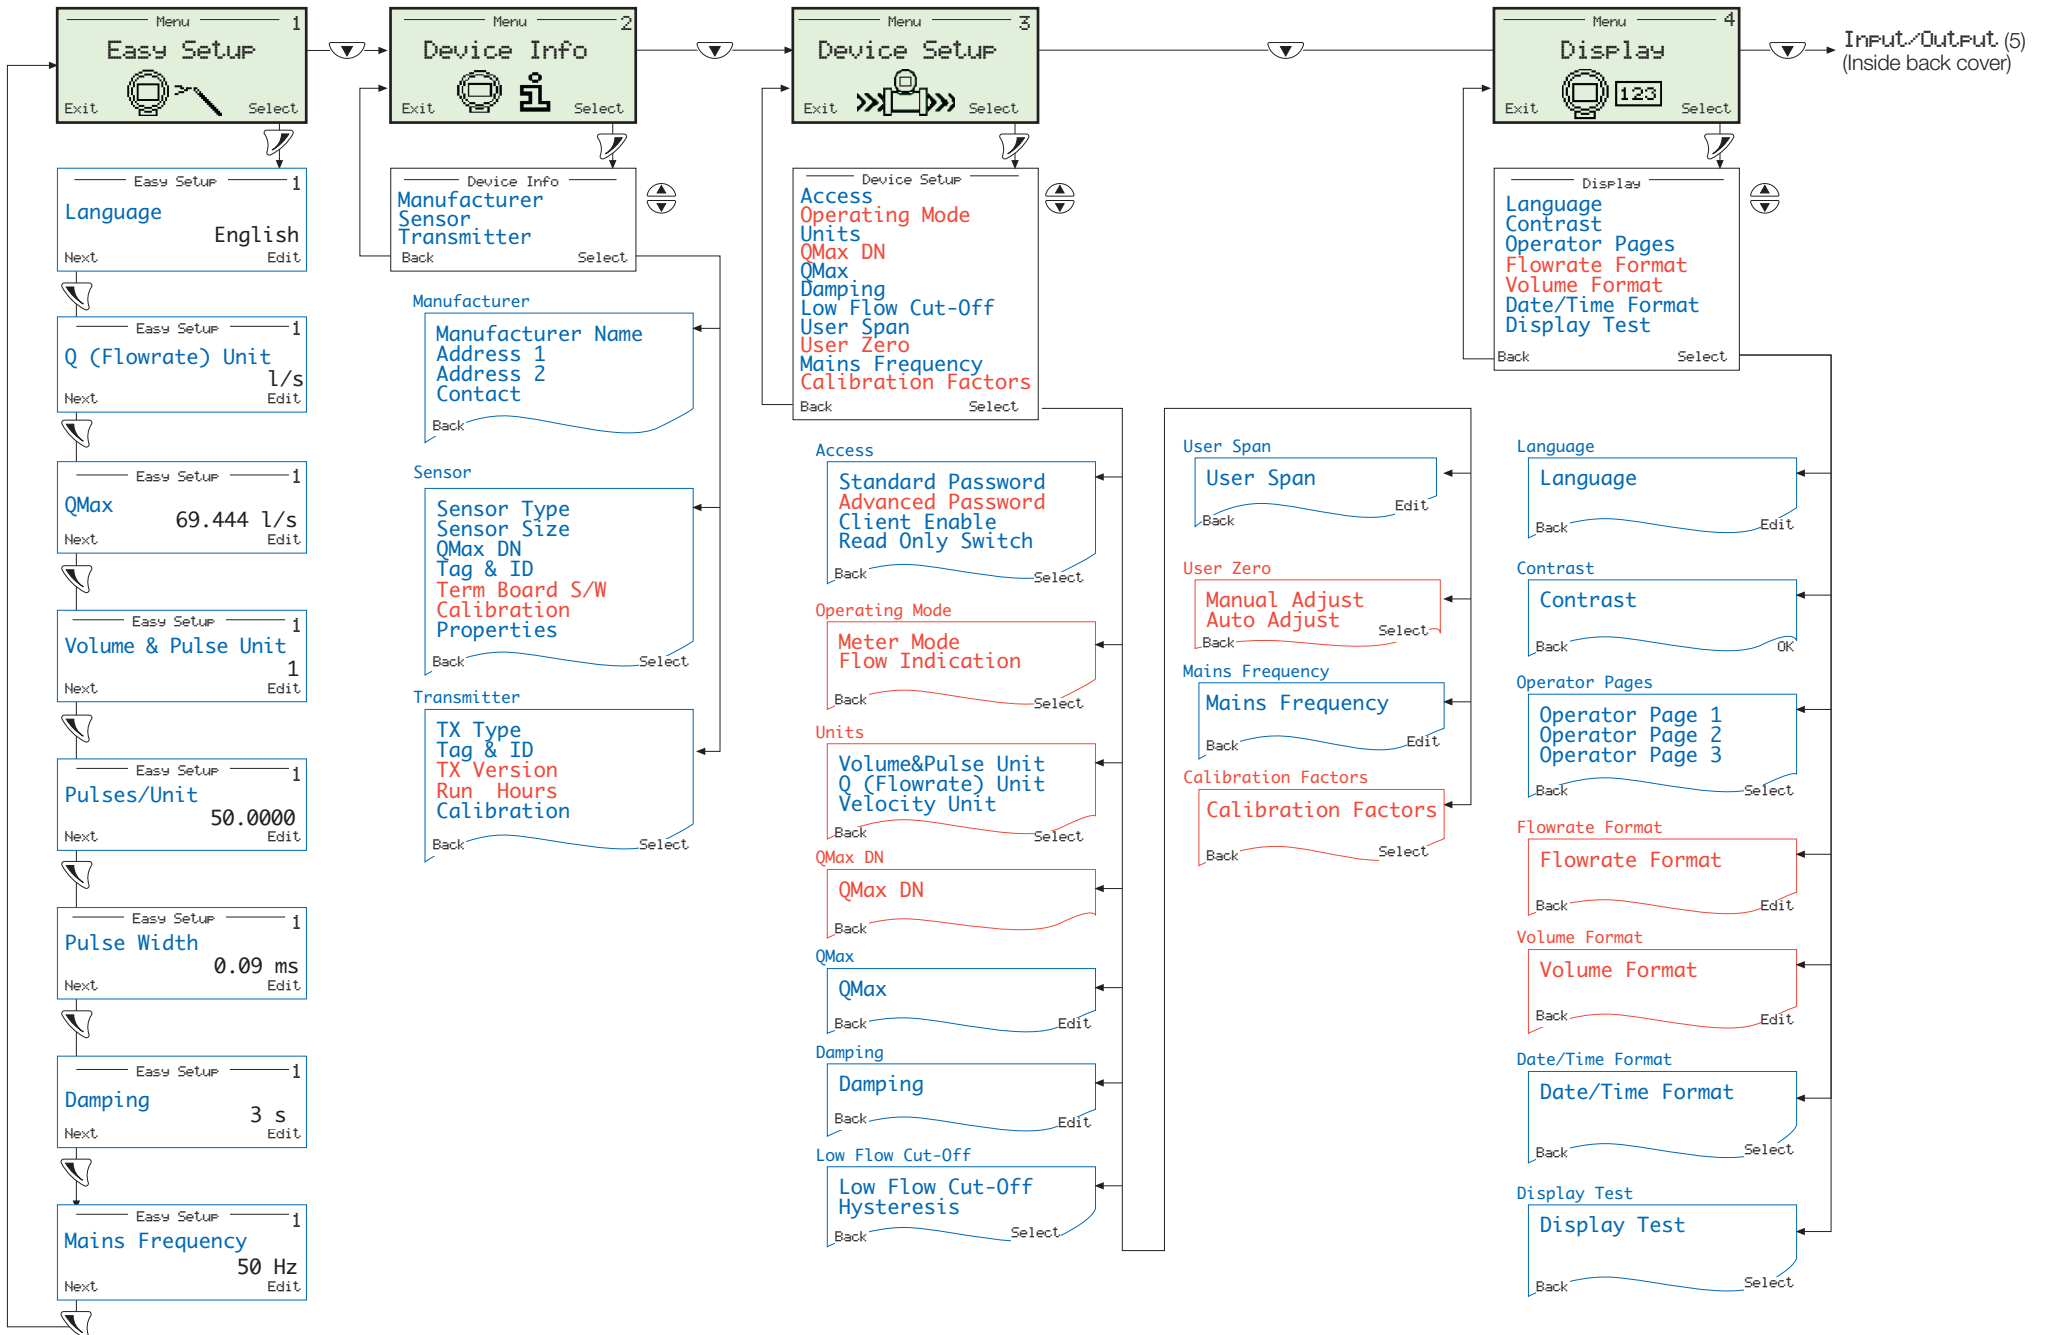 Menu 1
Easy Setup
Exit Select
Menu 2
Device Info
Exit Select
Menu 3
Device Setup
Exit Select
Menu 4
Display
Exit 123 Select
Input/Output (5)
(Inside back cover)
Easy Setup 1
Language
English
Next Edit
Easy Setup 1
Q (Flowrate) Unit
l/s
Next Edit
Easy Setup 1
QMax
69.444 l/s
Next Edit
Easy Setup 1
Volume & Pulse Unit
1
Next Edit
Easy Setup 1
Pulses/Unit
50.0000
Next Edit
Easy Setup 1
Pulse Width
0.09 ms
Next Edit
Easy Setup 1
Damping
3 s
Next Edit
Easy Setup 1
Mains Frequency
50 Hz
Next Edit
Device Info
Manufacturer
Sensor
Transmitter
Back Select
Manufacturer
Manufacturer Name
Address 1
Address 2
Contact
Back
Sensor
Sensor Type
Sensor Size
QMax DN
Tag & ID
Term Board S/W
Calibration
Properties
Back Select
Transmitter
TX Type
Tag & ID
TX Version
Run Hours
Calibration
Back Select
Device Setup
Access
Operating Mode
Units
QMax DN
QMax
Damping
Low Flow Cut-Off
User Span
User Zero
Mains Frequency
Calibration Factors
Back Select
Access
Standard Password
Advanced Password
Client Enable
Read Only Switch
Back Select
Operating Mode
Meter Mode
Flow Indication
Back Select
Units
Volume&Pulse Unit
Q (Flowrate) Unit
Velocity Unit
Back Select
QMax DN
QMax DN
Back
QMax
QMax
Back Edit
Damping
Damping
Back Edit
Low Flow Cut-Off
Low Flow Cut-Off
Hysteresis
Back Select
User Span
User Span
Back Edit
User Zero
Manual Adjust
Auto Adjust
Back Select
Mains Frequency
Mains Frequency
Back Edit
Calibration Factors
Calibration Factors
Back Select
Display
Language
Contrast
Operator Pages
Flowrate Format
Volume Format
Date/Time Format
Display Test
Back Select
Language
Language
Back Edit
Contrast
Contrast
Back OK
Operator Pages
Operator Page 1
Operator Page 2
Operator Page 3
Back Select
Flowrate Format
Flowrate Format
Back Edit
Volume Format
Volume Format
Back Edit
Date/Time Format
Date/Time Format
Back Select
Display Test
Display Test
Back Select